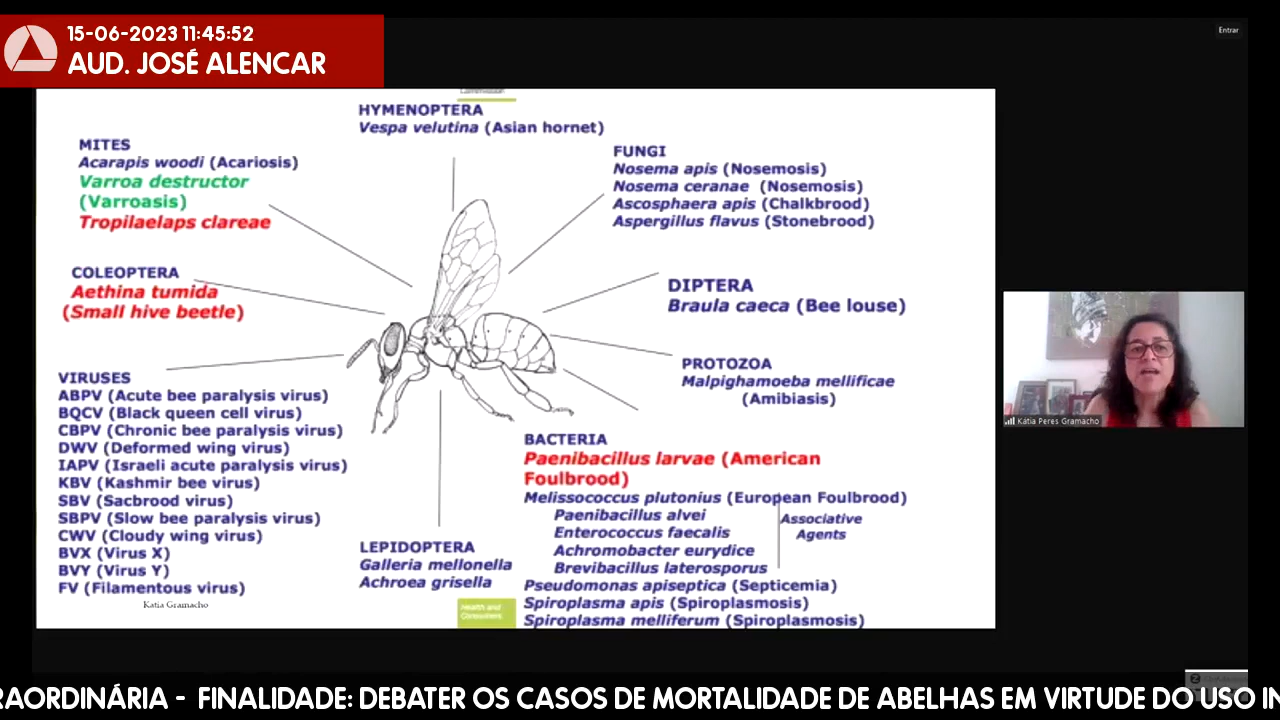 15-06-2023 11:45:52
AUD. JOSÉ ALENCAR
Entrar
HYMENOPTERA
Vespa velutina (Asian hornet)
MITES
Acarapis woodi (Acariosis)
Varroa destructor
(Varroasis)
Tropilaelaps clareae
FUNGI
Nosema apis (Nosemosis)
Nosema ceranae (Nosemosis)
Ascosphaera apis (Chalkbrood)
Aspergillus flavus (Stonebrood)
COLEOPTERA
Aethina tumida
(Small hive beetle)
DIPTERA
Braula caeca (Bee louse)
PROTOZOA
Malpighamoeba mellificae
(Amibiasis)
VIRUSES
ABPV (Acute bee paralysis virus)
BQCV (Black queen cell virus)
CBPV (Chronic bee paralysis virus)
DWV (Deformed wing virus)
IAPV (Israeli acute paralysis virus)
KBV (Kashmir bee virus)
SBV (Sacbrood virus)
SBPV (Slow bee paralysis virus)
CWV (Cloudy wing virus)
BVX (Virus X)
BVY (Virus Y)
FV (Filamentous virus)
Katia Gramacho
LEPIDOPTERA
Galleria mellonella
Achroea grisella
Health and
Consumers
BACTERIA
Paenibacillus larvae (American
Foulbrood)
Melissococcus plutonius (European Foulbrood)
Paenibacillus alvei
Enterococcus faecalis
Achromobacter eurydice
Brevibacillus laterosporus
Associative
Agents
Pseudomonas apiseptica (Septicemia)
Spiroplasma apis (Spiroplasmosis)
Spiroplasma melliferum (Spiroplasmosis)
Kátia Peres Gramacho
RAORDINÁRIA - FINALIDADE: DEBATER OS CASOS DE MORTALIDADE DE ABELHAS EM VIRTUDE DO USO IN